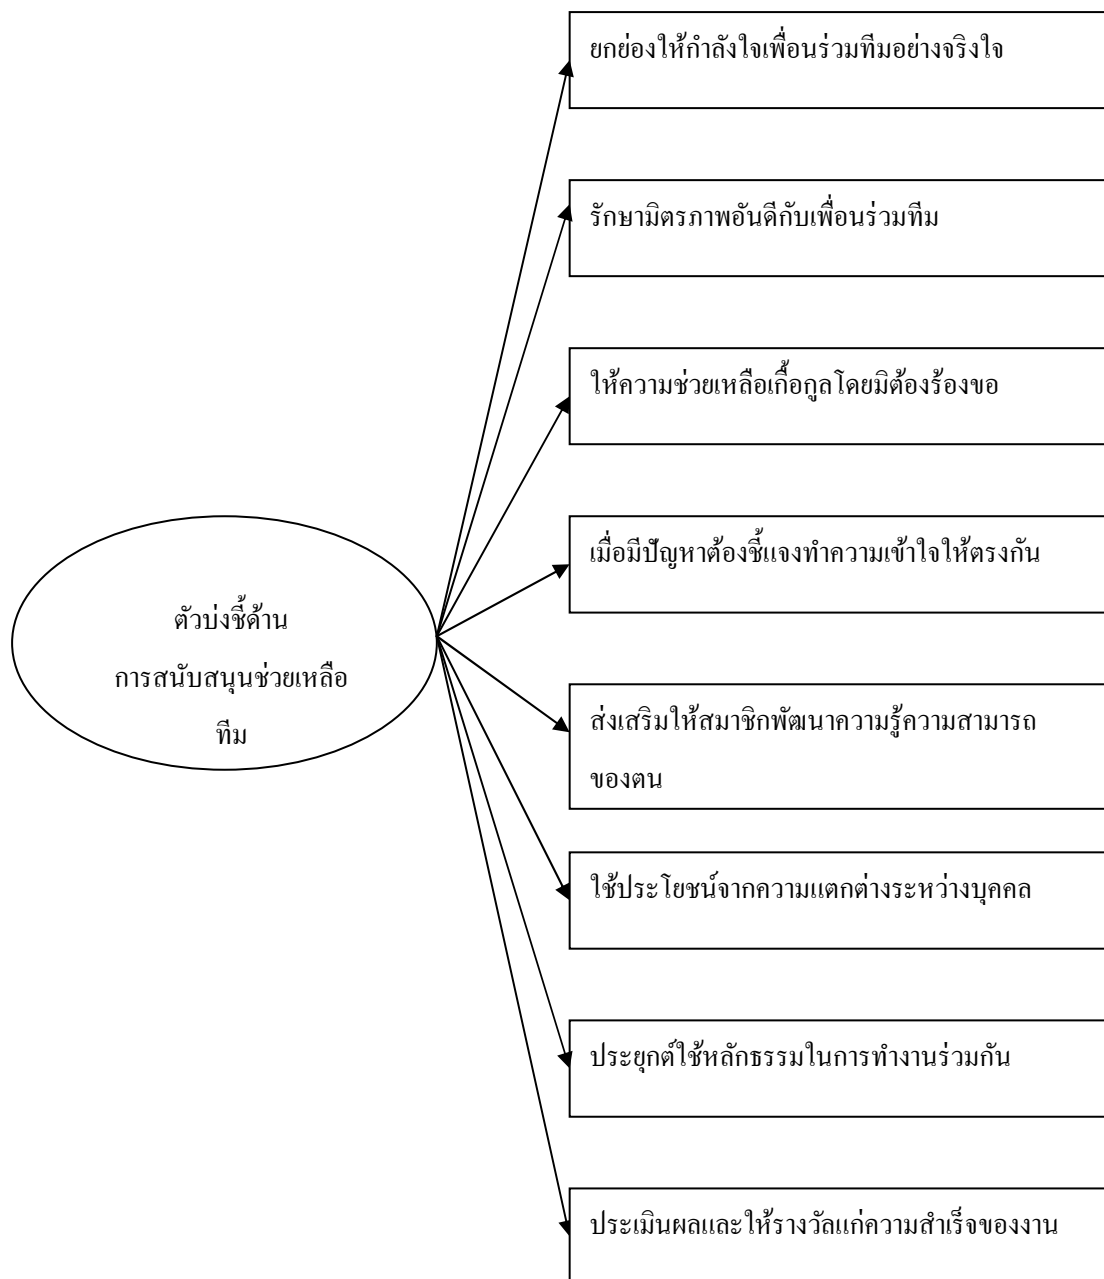 ยกย่องให้กำลังใจเพื่อนร่วมทีมอย่างจริงใจ
รักษามิตรภาพอันดีกับเพื่อนร่วมทีม
ให้ความช่วยเหลือเกื้อกูลโดยมิต้องร้องขอ
เมื่อมีปัญหาต้องชี้แจงทำความเข้าใจให้ตรงกัน
ตัวบ่งชี้ด้าน
การสนับสนุนช่วยเหลือ
ทีม
ส่งเสริมให้สมาชิกพัฒนาความรู้ความสามารถ
ของตน
ใช้ประโยชน์จากความแตกต่างระหว่างบุคคล
ประยุกต์ใช้หลักธรรมในการทำงานร่วมกัน
ประเมินผลและให้รางวัลแก่ความสำเร็จของงาน